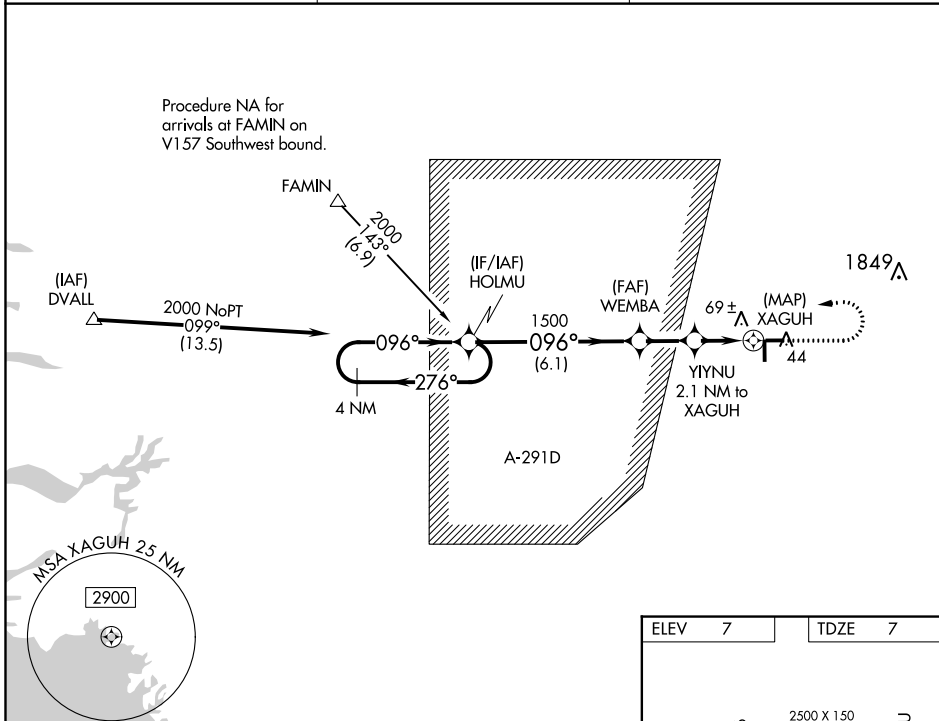 Procedure NA for
arrivals at FAMIN on
V157 Southwest bound.
FAMIN
2000
143°
(6.9)
(IAF)
DVALL
2000 NoPT
099°
(13.5)
(IF/IAF)
HOLMU
1500
096°
(6.1)
(FAF)
WEMBA
69 ±
(MAP)
XAGUH
1849
44
096°
276°
4 NM
YIYNU
2.1 NM to
XAGUH
A-291D
MSA XAGUH 25 NM
2900
ELEV 7
TDZE 7
2500 X 150